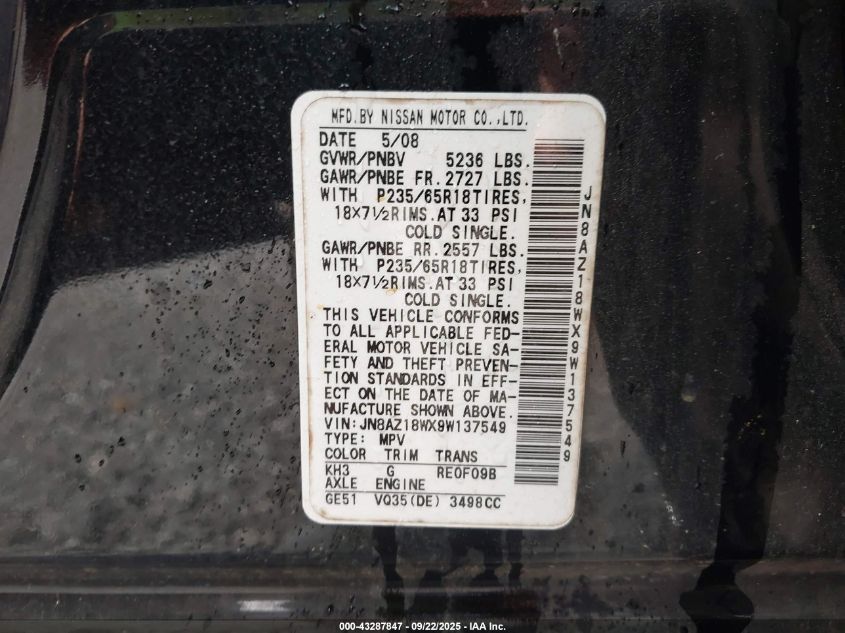 MFD.BY NISSAN MOTOR CO.,LTD.
DATE 5/08
GVWR/PNBV 5236 LBS.
GAWR/PNBE FR. 2727 LBS.
WITH P235/65R18TIRES,
18X7½RIMS.AT 33 PSI
COLD SINGLE.
GAWR/PNBE RR. 2557 LBS.
WITH P235/65R18TIRES,
18X7½RIMS.AT 33 PSI
COLD SINGLE.
THIS VEHICLE CONFORMS
TO ALL APPLICABLE FED-
ERAL MOTOR VEHICLE SA-
FETY AND THEFT PREVEN-
TION STANDARDS IN EFF-
ECT ON THE DATE OF MA-
NUFACTURE SHOWN ABOVE.
VIN:JN8AZ18WX9W137549
TYPE: MPV
COLOR TRIM TRANS
KH3 G RE0F09B
AXLE ENGINE
GE51 VQ35(DE) 3498CC
JN8AZ18WX9W137549
000-43287847 - 09/22/2025 - IAA Inc.